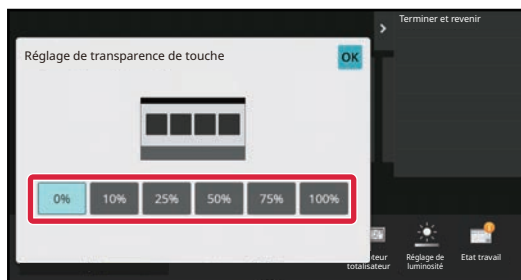 Terminer et revenir
Réglage de transparence de touche
OK
0% 10% 25% 50% 75% 100%
totalisateur
Réglage de
luminosité
Etat travail